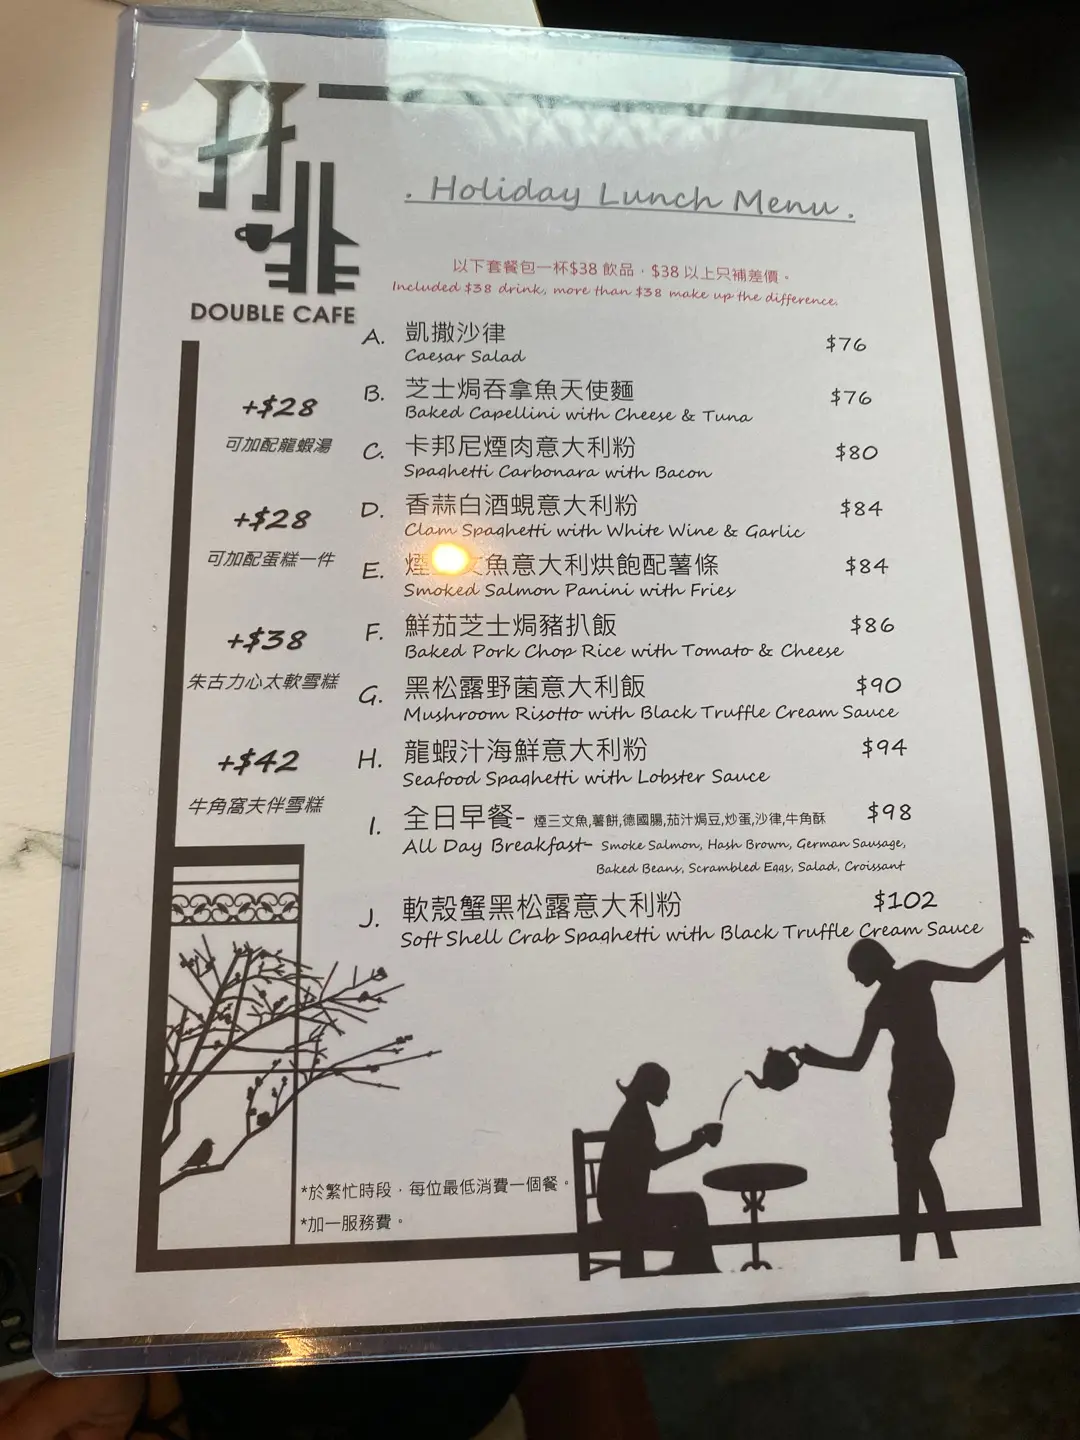 DOUBLE CAFE
. Holiday Lunch Menu .
以下套餐包一杯$38 飲品，$38 以上只補差價。
Included $38 drink, more than $38 make up the difference.
A. 凱撒沙律 $76
Caesar Salad
B. 芝士焗吞拿魚天使麵 $76
Baked Capellini with Cheese & Tuna
C. 卡邦尼煙肉意大利粉 $80
Spaghetti Carbonara with Bacon
D. 香蒜白酒蜆意大利粉 $84
Clam Spaghetti with White Wine & Garlic
E. 煙文魚意大利烘飽配薯條 $84
Smoked Salmon Panini with Fries
F. 鮮茄芝士焗豬扒飯 $86
Baked Pork Chop Rice with Tomato & Cheese
G. 黑松露野菌意大利飯 $90
Mushroom Risotto with Black Truffle Cream Sauce
H. 龍蝦汁海鮮意大利粉 $94
Seafood Spaghetti with Lobster Sauce
I. 全日早餐- 煙三文魚,薯餅,德國腸,茄汁焗豆,炒蛋,沙律,牛角酥 $98
All Day Breakfast- Smoke Salmon, Hash Brown, German Sausage,
Baked Beans, Scrambled Eggs, Salad, Croissant
J. 軟殼蟹黑松露意大利粉 $102
Soft Shell Crab Spaghetti with Black Truffle Cream Sauce
+$28
可加配龍蝦湯
+$28
可加配蛋糕一件
+$38
朱古力心太軟雪糕
+$42
牛角窩夫伴雪糕
*於繁忙時段，每位最低消費一個餐。
*加一服務費。